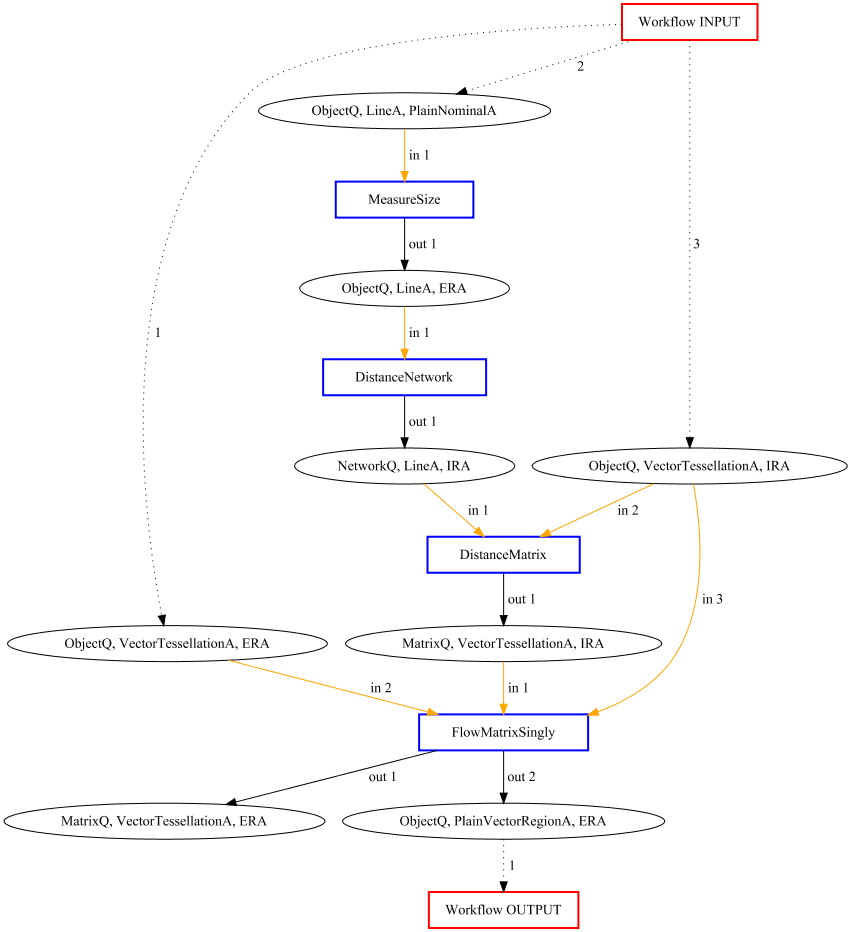 Workflow INPUT
2
ObjectQ, LineA, PlainNominalA
in 1
MeasureSize
out 1
3
ObjectQ, LineA, ERA
1
in 1
DistanceNetwork
out 1
NetworkQ, LineA, IRA
ObjectQ, VectorTessellationA, IRA
in 1
in 2
DistanceMatrix
out 1
in 3
ObjectQ, VectorTessellationA, ERA
MatrixQ, VectorTessellationA, IRA
in 2
in 1
FlowMatrixSingly
out 1
out 2
MatrixQ, VectorTessellationA, ERA
ObjectQ, PlainVectorRegionA, ERA
1
Workflow OUTPUT